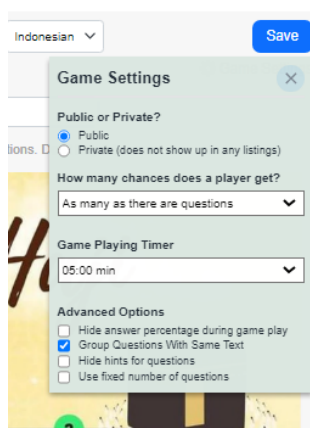 Indonesian
Save
Game Settings
Public or Private?
Public
Private (does not show up in any listings)
How many chances does a player get?
As many as there are questions
Game Playing Timer
05:00 min
Advanced Options
Hide answer percentage during game play
Group Questions With Same Text
Hide hints for questions
Use fixed number of questions